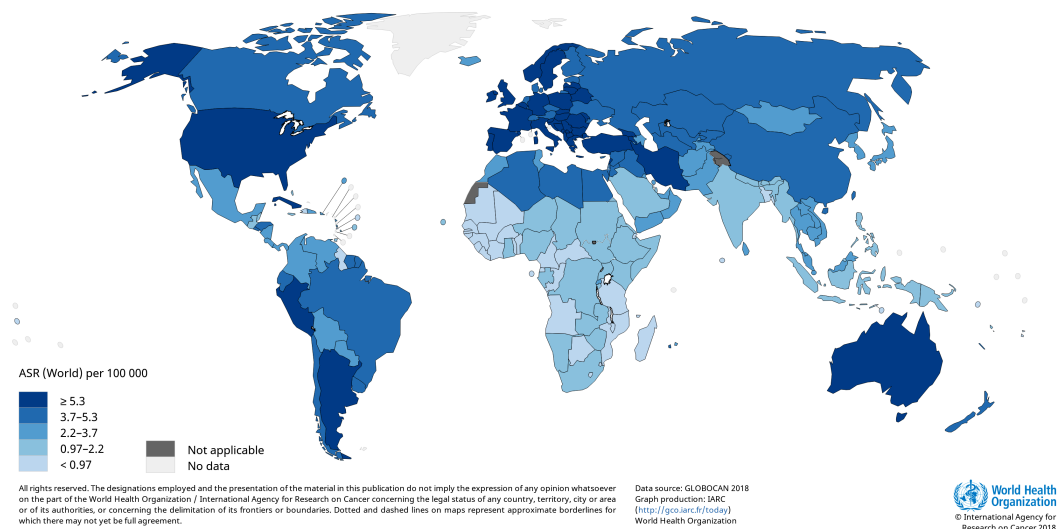 ASR (World) per 100 000
≥ 5.3
3.7–5.3
2.2–3.7
0.97–2.2
< 0.97
Not applicable
No data
All rights reserved. The designations employed and the presentation of the material in this publication do not imply the expression of any opinion whatsoever
on the part of the World Health Organization / International Agency for Research on Cancer concerning the legal status of any country, territory, city or area
or of its authorities, or concerning the delimitation of its frontiers or boundaries. Dotted and dashed lines on maps represent approximate borderlines for
which there may not yet be full agreement.
Data source: GLOBOCAN 2018
Graph production: IARC
(http://gco.iarc.fr/today)
World Health Organization
World Health
Organization
© International Agency for
Research on Cancer 2018